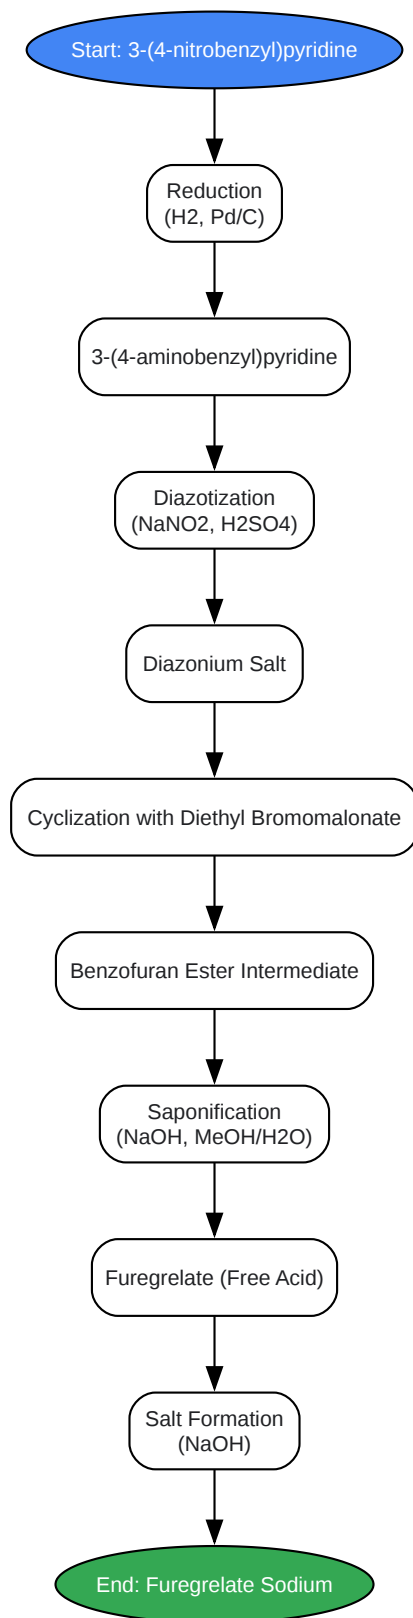 Start: 3-(4-nitrobenzyl)pyridine
Reduction
(H2, Pd/C)
3-(4-aminobenzyl)pyridine
Diazotization
(NaNO2, H2SO4)
Diazonium Salt
Cyclization with Diethyl Bromomalonate
Benzofuran Ester Intermediate
Saponification
(NaOH, MeOH/H2O)
Furegrelate (Free Acid)
Salt Formation
(NaOH)
End: Furegrelate Sodium